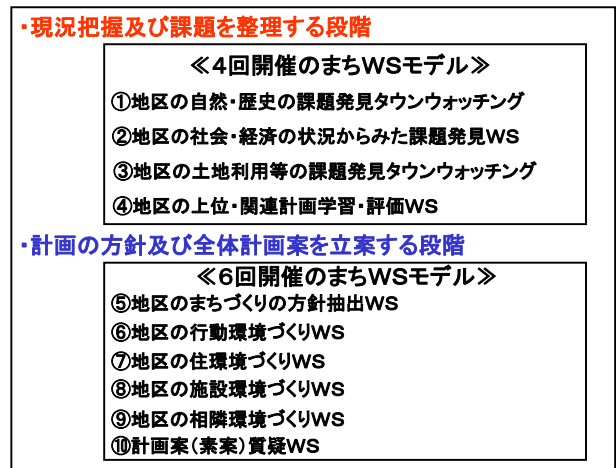 ・現況把握及び課題を整理する段階
≪４回開催のまちＷＳモデル≫
①地区の自然・歴史の課題発見タウンウォッチング
②地区の社会・経済の状況からみた課題発見ＷＳ
③地区の土地利用等の課題発見タウンウォッチング
④地区の上位・関連計画学習・評価ＷＳ
・計画の方針及び全体計画案を立案する段階
≪６回開催のまちＷＳモデル≫
⑤地区のまちづくりの方針抽出ＷＳ
⑥地区の行動環境づくりＷＳ
⑦地区の住環境づくりＷＳ
⑧地区の施設環境づくりＷＳ
⑨地区の相隣環境づくりＷＳ
⑩計画案（素案）質疑ＷＳ